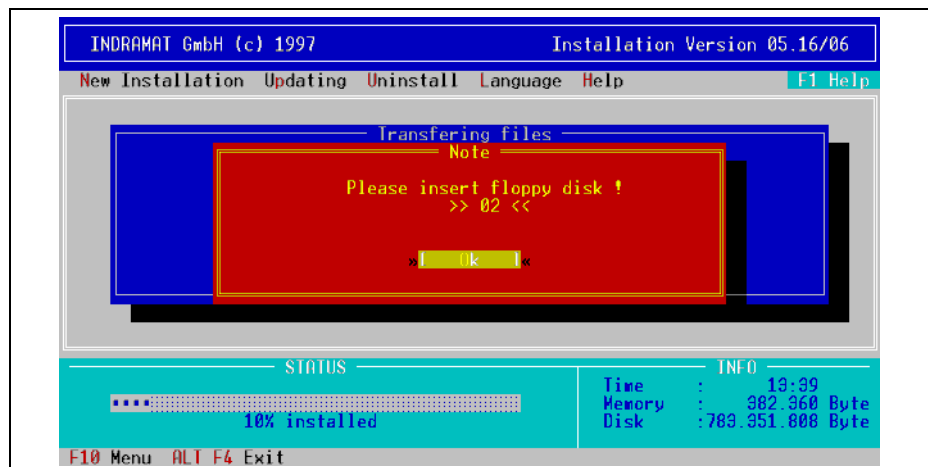 INDRAMAT GmbH (c) 1997 Installation Version 05.16/06
New Installation Updating Uninstall Language Help F1 Help
Transfering files
Note
Please insert floppy disk !
>> 02 <<
» Ok «
STATUS
10% installed
INFO
Time : 13:39
Memory : 382.360 Byte
Disk :783.351.808 Byte
F10 Menu ALT F4 Exit